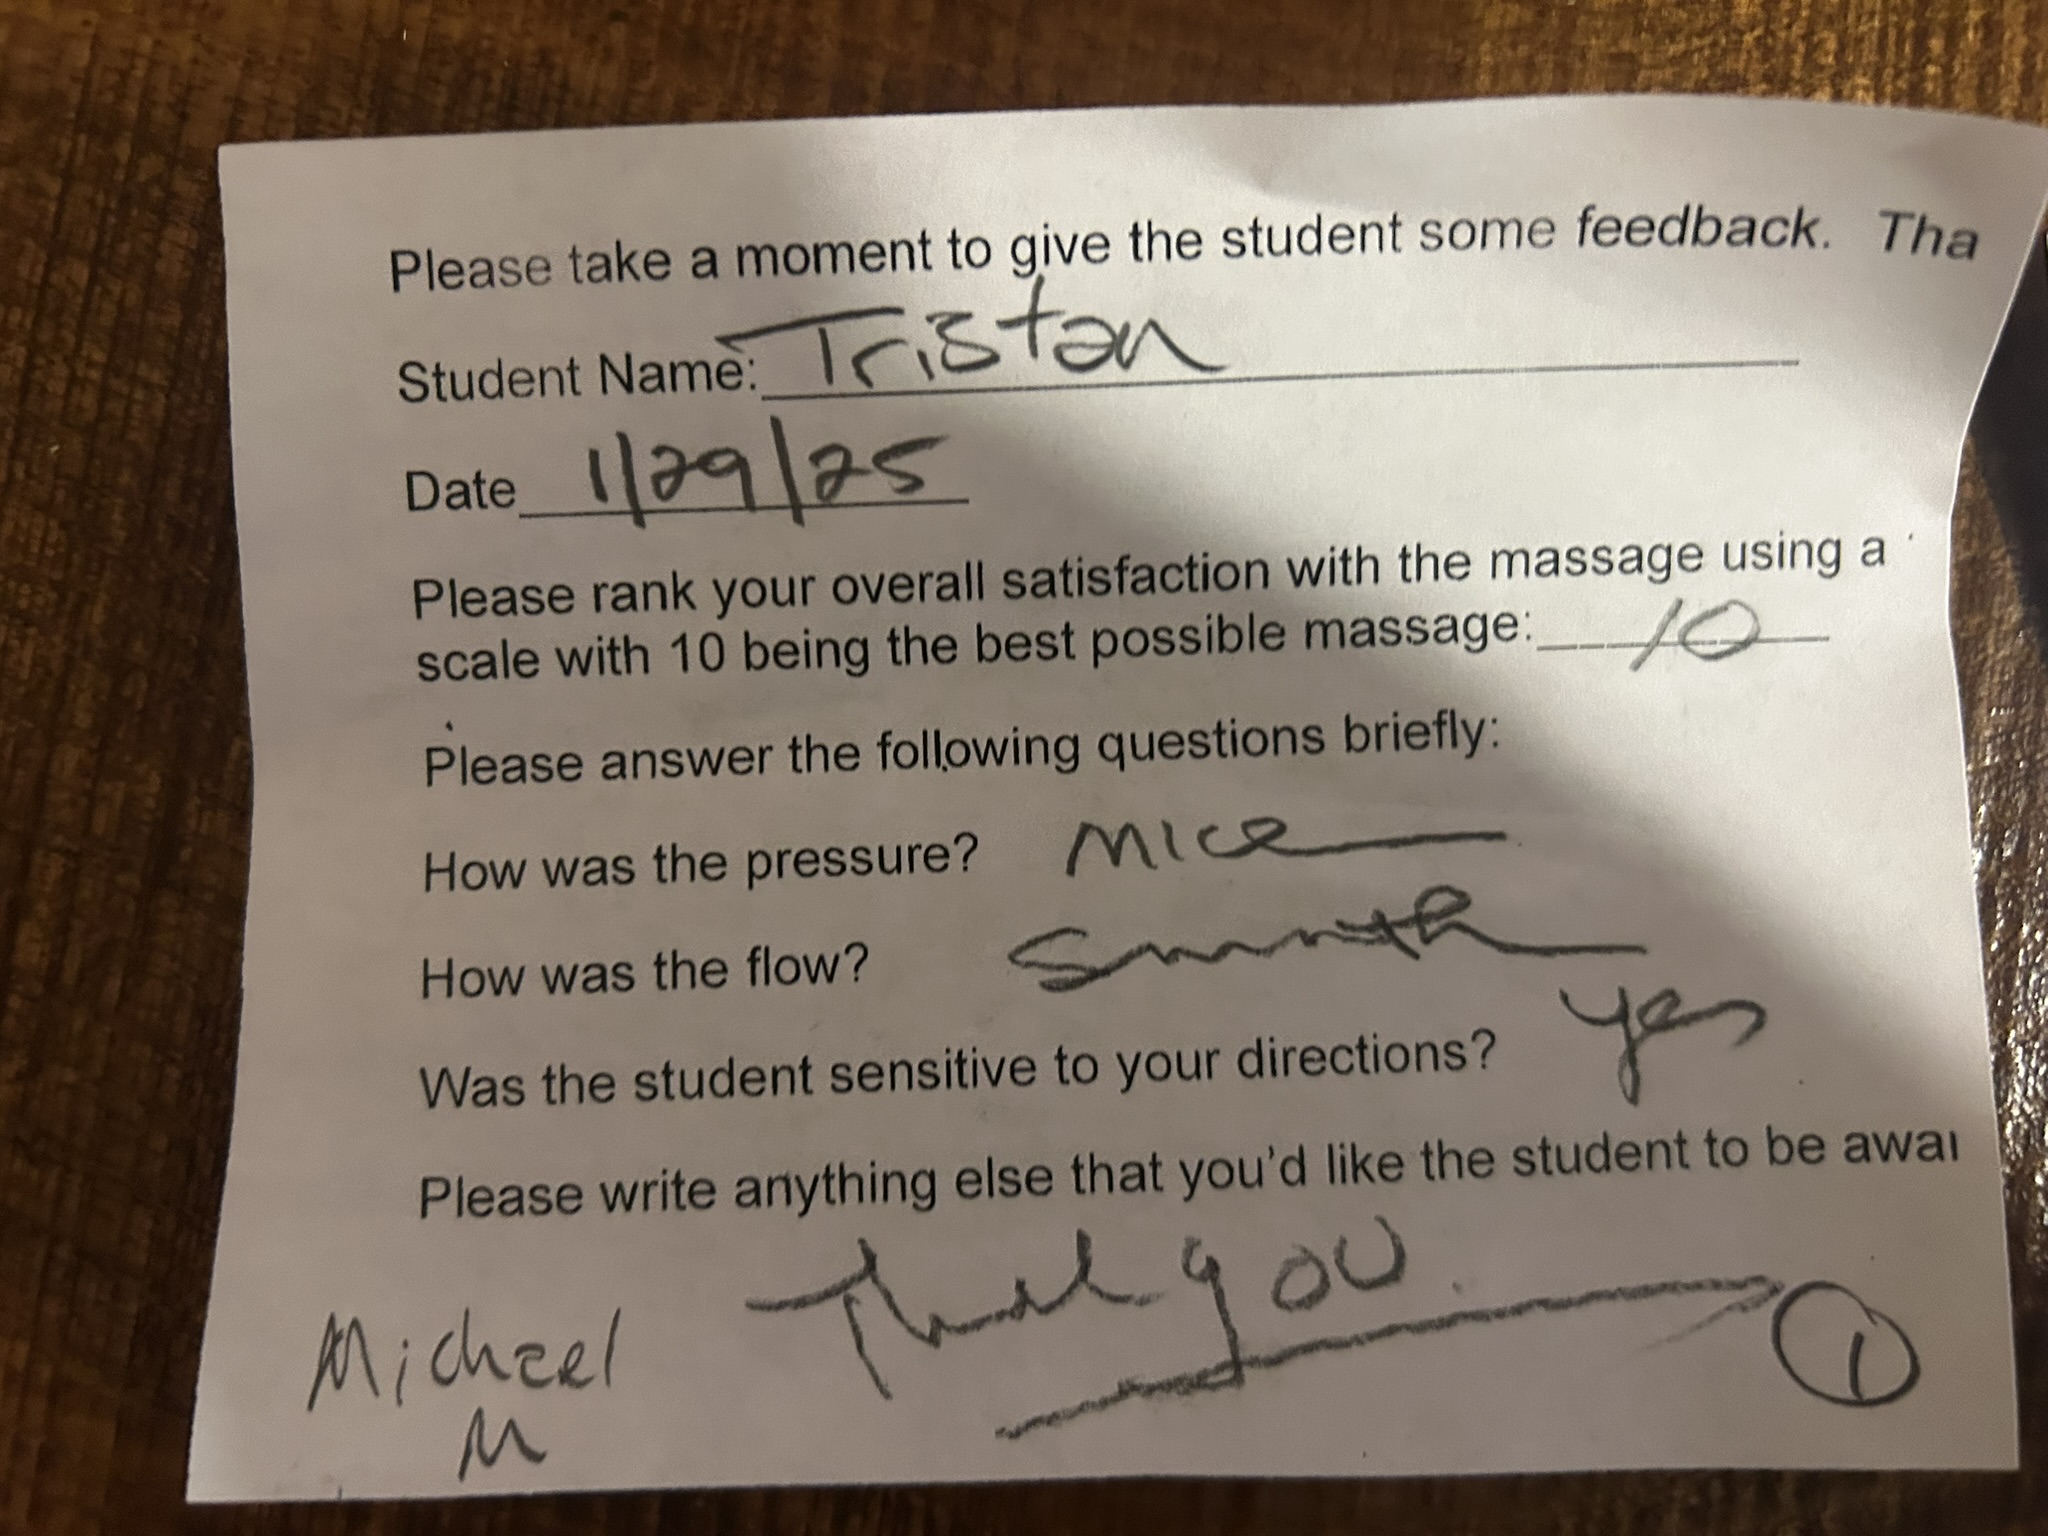 Please take a moment to give the student some feedback. Tha
Student Name: Tristan
Date 1/29/25
Please rank your overall satisfaction with the massage using a
scale with 10 being the best possible massage: 10
Please answer the following questions briefly:
How was the pressure? Nice
How was the flow? Smooth
Was the student sensitive to your directions? yes
Please write anything else that you'd like the student to be awar
Thank you
Michael
M
1